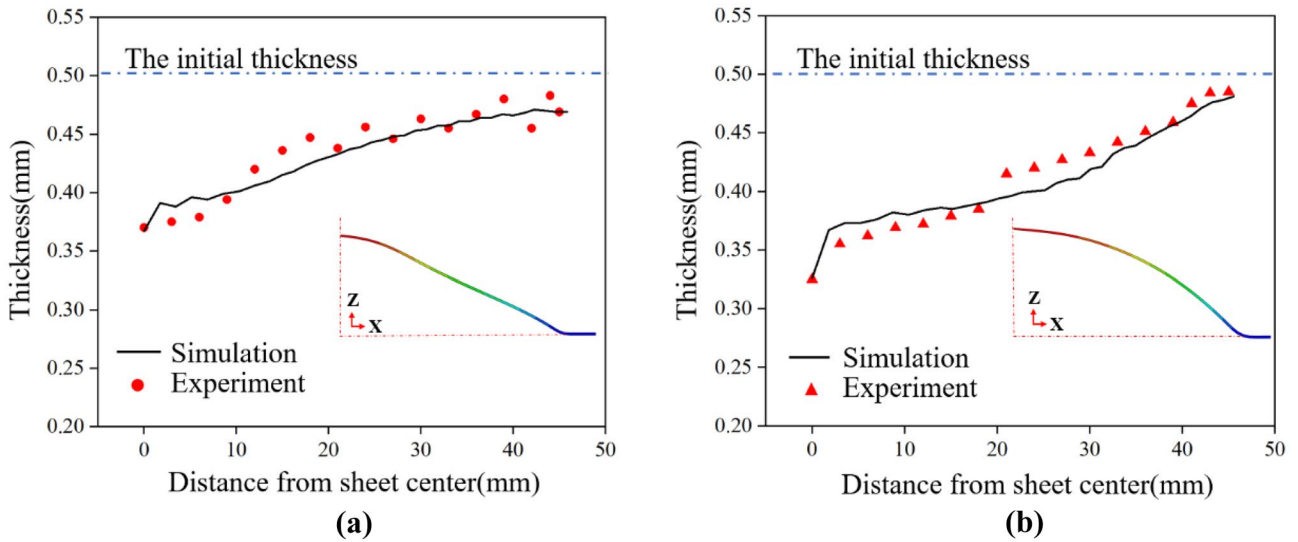 0.55
The initial thickness
0.50
0.45
0.40
0.35
0.30
0.25
0.20
Thickness(mm)
Z
X
Simulation
Experiment
0 10 20 30 40 50
Distance from sheet center(mm)
(a)
0.55
The initial thickness
0.50
0.45
0.40
0.35
0.30
0.25
0.20
Thickness(mm)
Z
X
Simulation
Experiment
0 10 20 30 40 50
Distance from sheet center(mm)
(b)